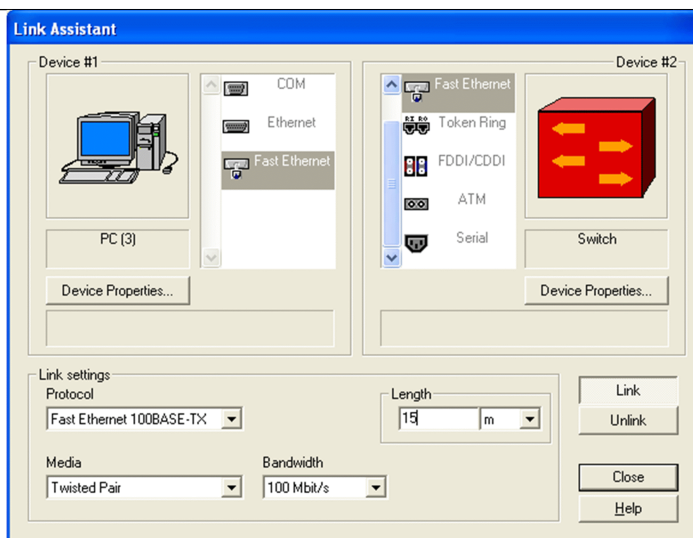 Link Assistant
Device #1
COM
Ethernet
Fast Ethernet
PC (3)
Device Properties...
Device #2
Fast Ethernet
RI RO
Token Ring
FDDI/CDDI
ATM
Serial
Switch
Device Properties...
Link settings
Protocol
Fast Ethernet 100BASE-TX
Length
15
m
Media
Twisted Pair
Bandwidth
100 Mbit/s
Link
Unlink
Close
Help